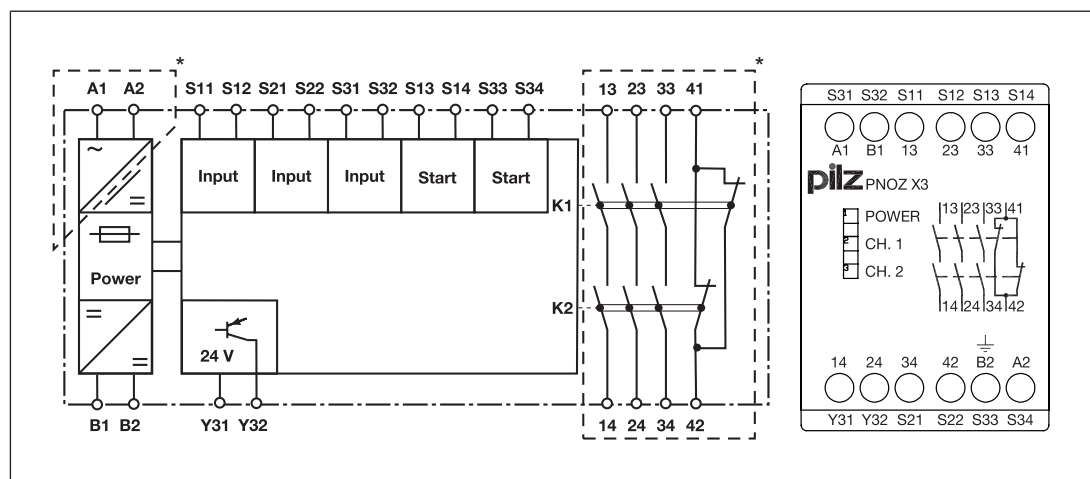 * *
A1 A2 S11 S12 S21 S22 S31 S32 S13 S14 S33 S34 13 23 33 41
~
=
Input Input Input Start Start
K1
Power
K2
=
=
24 V
B1 B2 Y31 Y32 14 24 34 42
S31 S32 S11 S12 S13 S14
A1 B1 13 23 33 41
pilz PNOZ X3
1 POWER
2 CH. 1
3 CH. 2
13 23 33 41
14 24 34 42
14 24 34 42 B2 A2
Y31 Y32 S21 S22 S33 S34